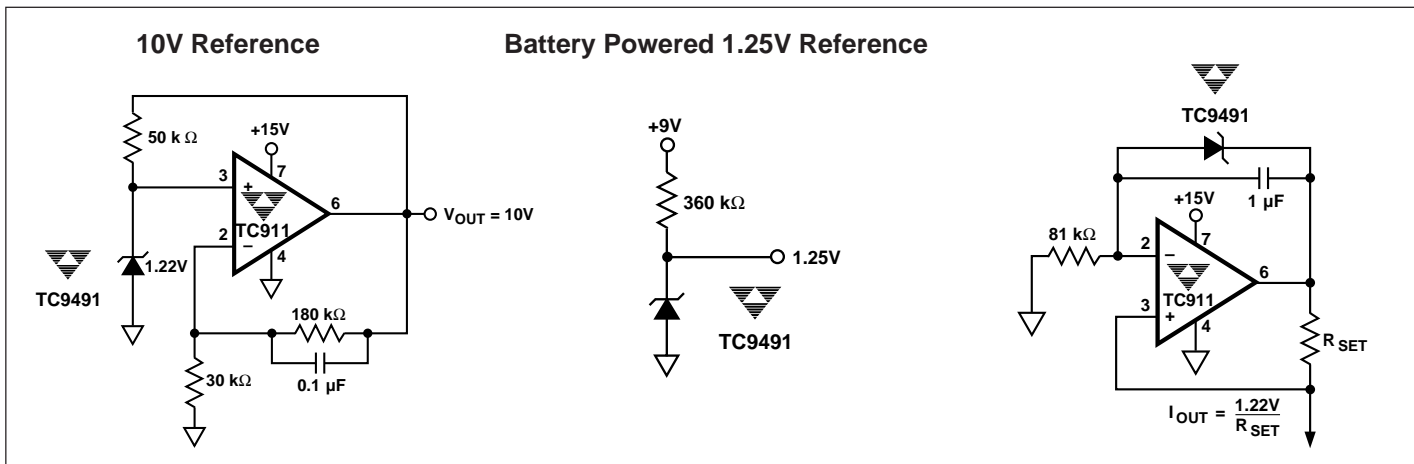 10V Reference
Battery Powered 1.25V Reference
50 k Ω
+15V
7
3
+
6
TC911
VOUT = 10V
2
−
4
1.22V
TC9491
180 kΩ
0.1 µF
30 kΩ
+9V
360 kΩ
1.25V
TC9491
TC9491
1 µF
+15V
81 kΩ
7
2
−
6
TC911
3
+
4
RSET
IOUT = 1.22V
RSET